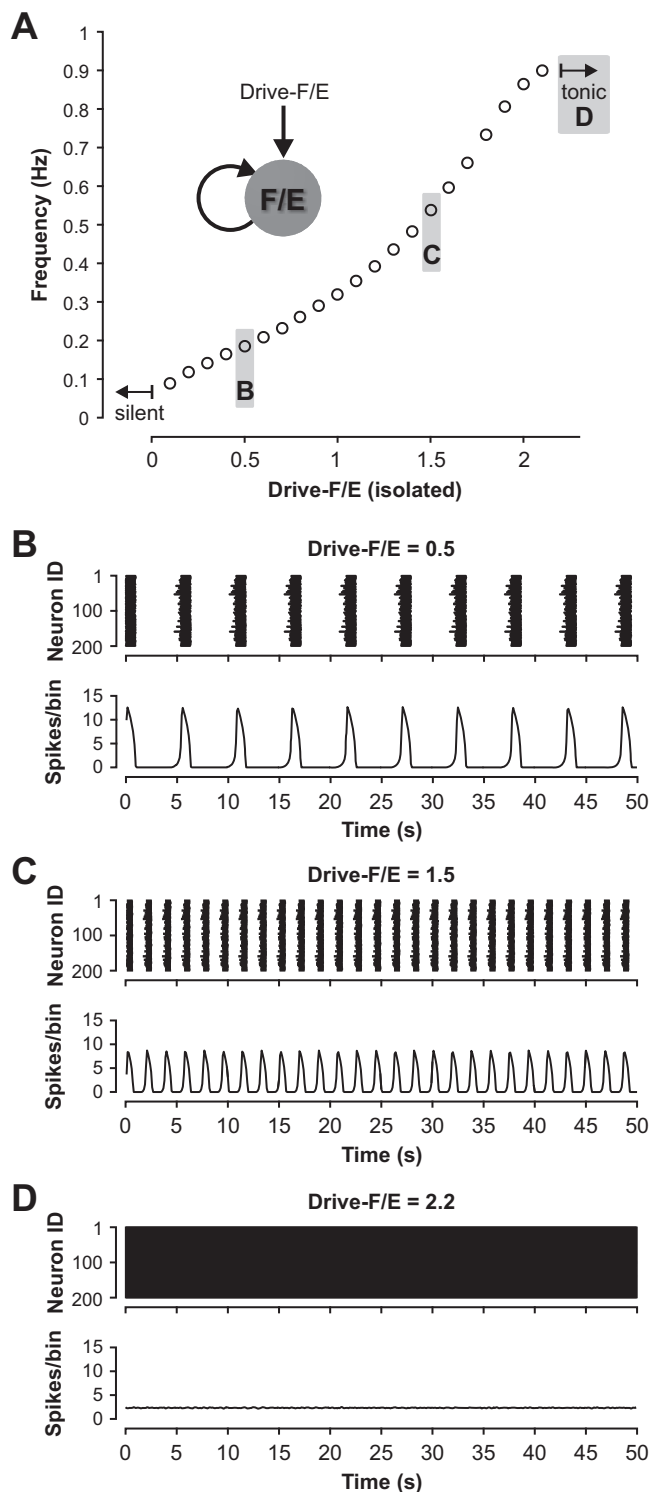 A
1
0.9
0.8
0.7
0.6
0.5
0.4
0.3
0.2
0.1
0
Frequency (Hz)
Drive-F/E
F/E
tonic
D
C
B
silent
0 0.5 1 1.5 2
Drive-F/E (isolated)
B
Drive-F/E = 0.5
Neuron ID
1
100
200
Spikes/bin
15
10
5
0
0 5 10 15 20 25 30 35 40 45 50
Time (s)
C
Drive-F/E = 1.5
Neuron ID
1
100
200
Spikes/bin
15
10
5
0
0 5 10 15 20 25 30 35 40 45 50
Time (s)
D
Drive-F/E = 2.2
Neuron ID
1
100
200
Spikes/bin
15
10
5
0
0 5 10 15 20 25 30 35 40 45 50
Time (s)